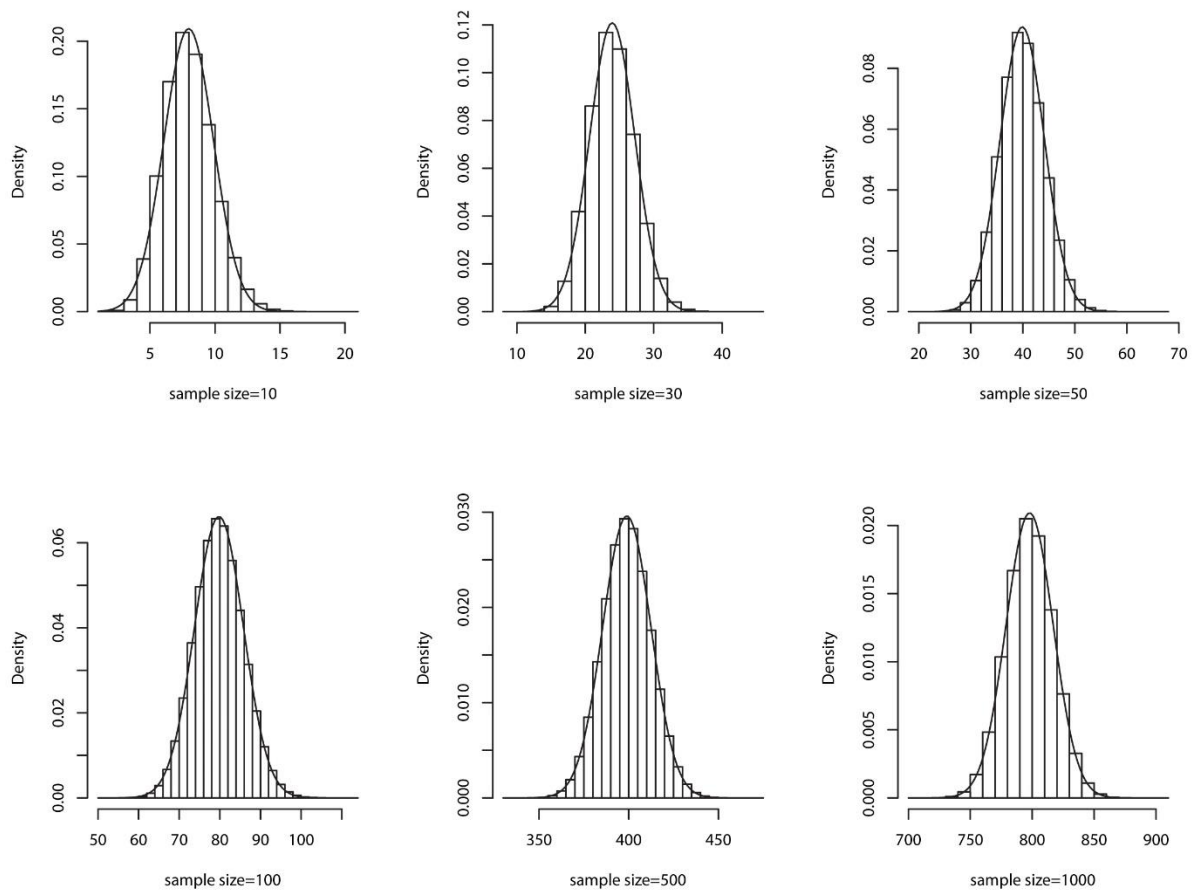 0.20
0.15
0.10
0.05
0.00
Density
5 10 15 20
sample size=10
0.12
0.10
0.08
0.06
0.04
0.02
0.00
Density
10 20 30 40
sample size=30
0.08
0.06
0.04
0.02
0.00
Density
20 30 40 50 60 70
sample size=50
0.06
0.04
0.02
0.00
Density
50 60 70 80 90 100
sample size=100
0.030
0.020
0.010
0.000
Density
350 400 450
sample size=500
0.020
0.015
0.010
0.005
0.000
Density
700 750 800 850 900
sample size=1000